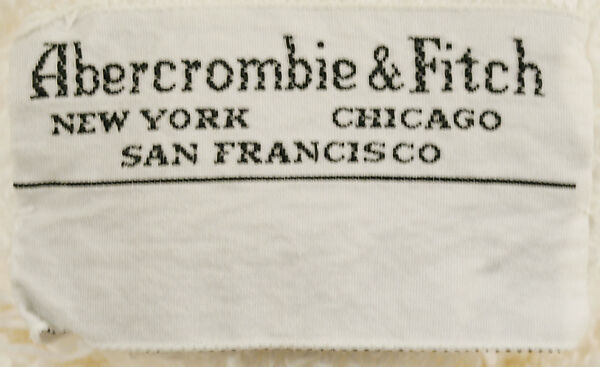 Abercrombie & Fitch
NEW YORK CHICAGO
SAN FRANCISCO